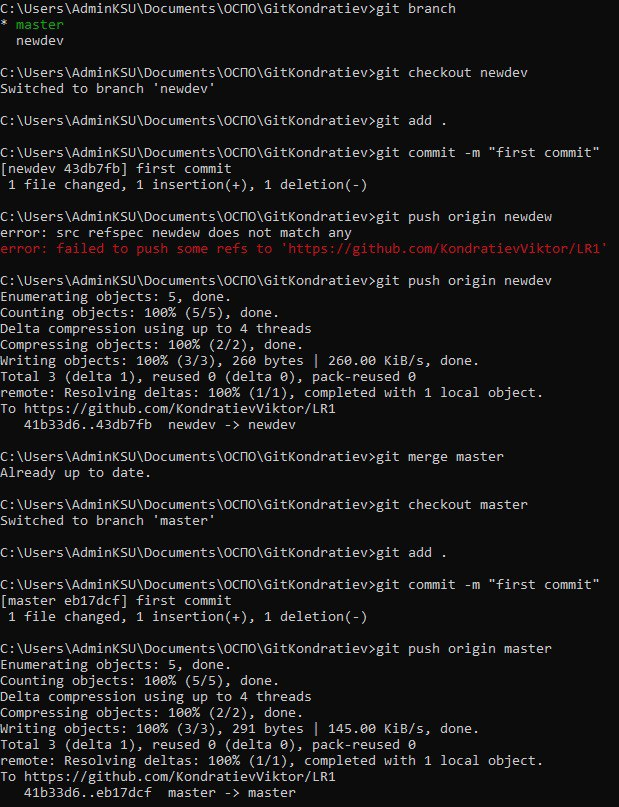 C:\Users\AdminKSU\Documents\ОСПО\GitKondratiev>git branch
* master
  newdev
C:\Users\AdminKSU\Documents\ОСПО\GitKondratiev>git checkout newdev
Switched to branch 'newdev'
C:\Users\AdminKSU\Documents\ОСПО\GitKondratiev>git add .
C:\Users\AdminKSU\Documents\ОСПО\GitKondratiev>git commit -m "first commit"
[newdev 43db7fb] first commit
 1 file changed, 1 insertion(+), 1 deletion(-)
C:\Users\AdminKSU\Documents\ОСПО\GitKondratiev>git push origin newdew
error: src refspec newdew does not match any
error: failed to push some refs to 'https://github.com/KondratievViktor/LR1'
C:\Users\AdminKSU\Documents\ОСПО\GitKondratiev>git push origin newdev
Enumerating objects: 5, done.
Counting objects: 100% (5/5), done.
Delta compression using up to 4 threads
Compressing objects: 100% (2/2), done.
Writing objects: 100% (3/3), 260 bytes | 260.00 KiB/s, done.
Total 3 (delta 1), reused 0 (delta 0), pack-reused 0
remote: Resolving deltas: 100% (1/1), completed with 1 local object.
To https://github.com/KondratievViktor/LR1
   41b33d6..43db7fb  newdev -> newdev
C:\Users\AdminKSU\Documents\ОСПО\GitKondratiev>git merge master
Already up to date.
C:\Users\AdminKSU\Documents\ОСПО\GitKondratiev>git checkout master
Switched to branch 'master'
C:\Users\AdminKSU\Documents\ОСПО\GitKondratiev>git add .
C:\Users\AdminKSU\Documents\ОСПО\GitKondratiev>git commit -m "first commit"
[master eb17dcf] first commit
 1 file changed, 1 insertion(+), 1 deletion(-)
C:\Users\AdminKSU\Documents\ОСПО\GitKondratiev>git push origin master
Enumerating objects: 5, done.
Counting objects: 100% (5/5), done.
Delta compression using up to 4 threads
Compressing objects: 100% (2/2), done.
Writing objects: 100% (3/3), 291 bytes | 145.00 KiB/s, done.
Total 3 (delta 1), reused 0 (delta 0), pack-reused 0
remote: Resolving deltas: 100% (1/1), completed with 1 local object.
To https://github.com/KondratievViktor/LR1
   41b33d6..eb17dcf  master -> master